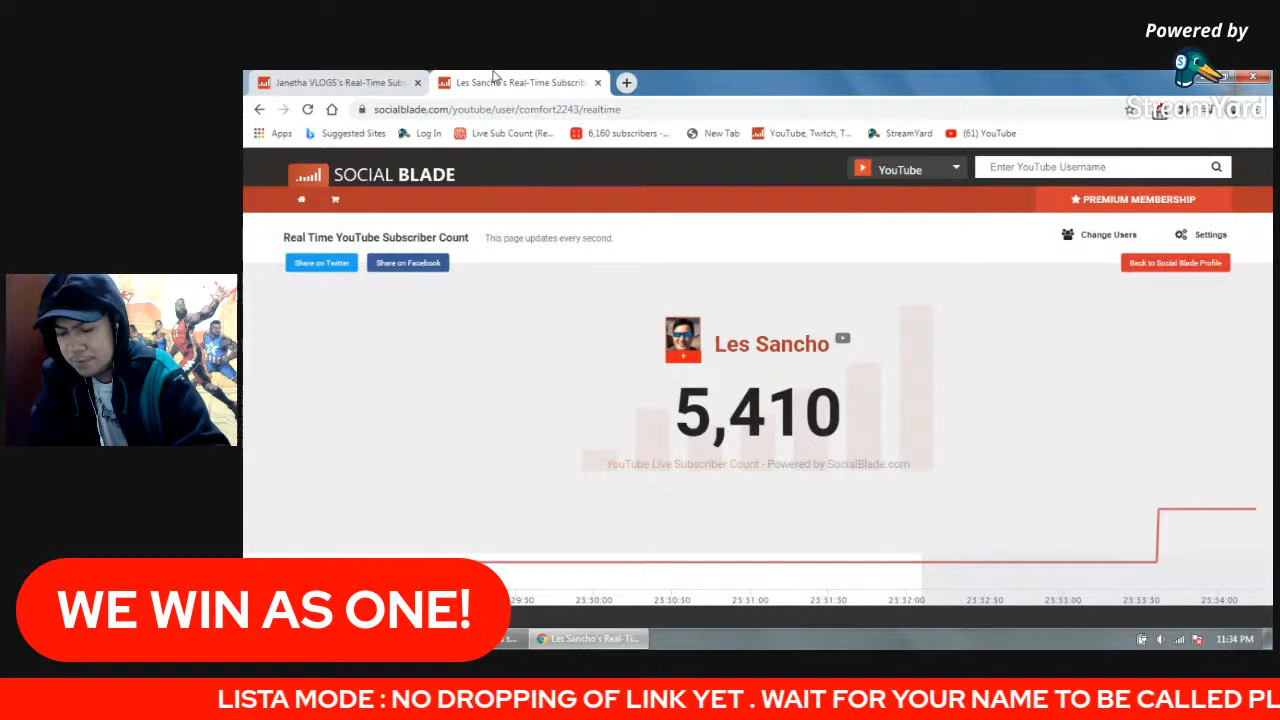 Powered by
StreamYard
Janetha VLOGS's Real-Time Subs
Les Sancho's Real-Time Subscrib
socialblade.com/youtube/user/comfort2243/realtime
Apps
Suggested Sites
Log In
Live Sub Count (Re...
6,160 subscribers -...
New Tab
YouTube, Twitch, T...
StreamYard
(61) YouTube
SOCIAL BLADE
YouTube
Enter YouTube Username
PREMIUM MEMBERSHIP
Real Time YouTube Subscriber Count
This page updates every second.
Change Users
Settings
Share on Twitter
Share on Facebook
Back to Social Blade Profile
Les Sancho
5,410
YouTube Live Subscriber Count - Powered by SocialBlade.com
:29:30
23:30:00
23:30:30
23:31:00
23:31:30
23:32:00
23:32:30
23:33:00
23:33:30
23:34:00
WE WIN AS ONE!
Les Sancho's Real-Ti...
11:34 PM
LISTA MODE : NO DROPPING OF LINK YET . WAIT FOR YOUR NAME TO BE CALLED PL